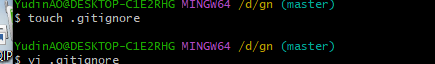 YudinAO@DESKTOP-C1E2RHG MINGW64 /d/gn (master)
$ touch .gitignore
YudinAO@DESKTOP-C1E2RHG MINGW64 /d/gn (master)
$ vi .gitignore